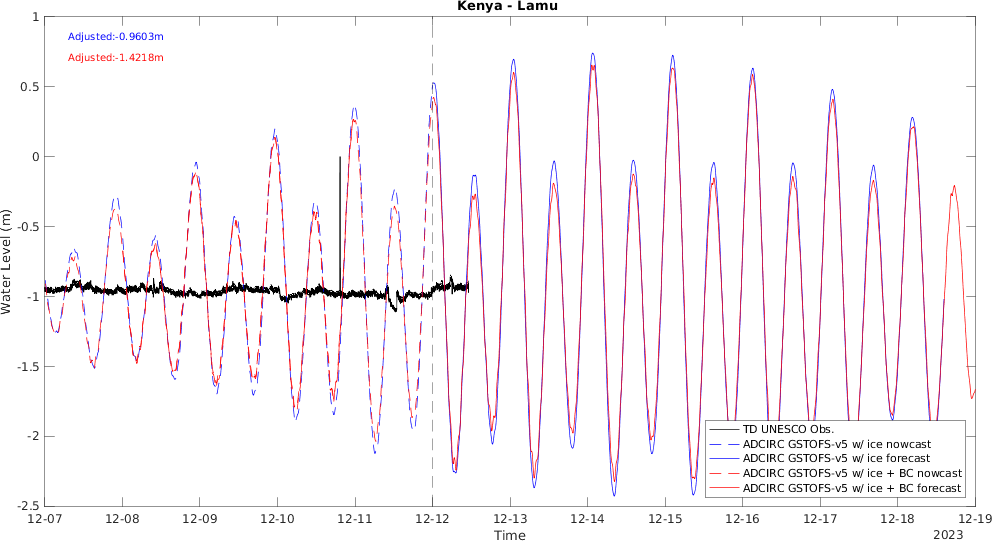 Kenya - Lamu
Adjusted:-0.9603m
Adjusted:-1.4218m
Water Level (m)
1
0.5
0
-0.5
-1
-1.5
-2
-2.5
TD UNESCO Obs.
ADCIRC GSTOFS-v5 w/ ice nowcast
ADCIRC GSTOFS-v5 w/ ice forecast
ADCIRC GSTOFS-v5 w/ ice + BC nowcast
ADCIRC GSTOFS-v5 w/ ice + BC forecast
12-07 12-08 12-09 12-10 12-11 12-12 12-13 12-14 12-15 12-16 12-17 12-18 12-19
Time
2023